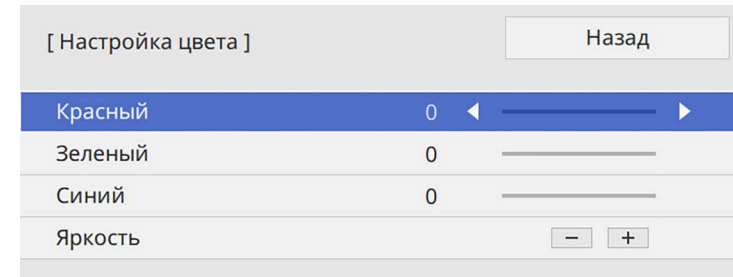 [ Настройка цвета ]
Назад
Красный 0
Зеленый 0
Синий 0
Яркость − +